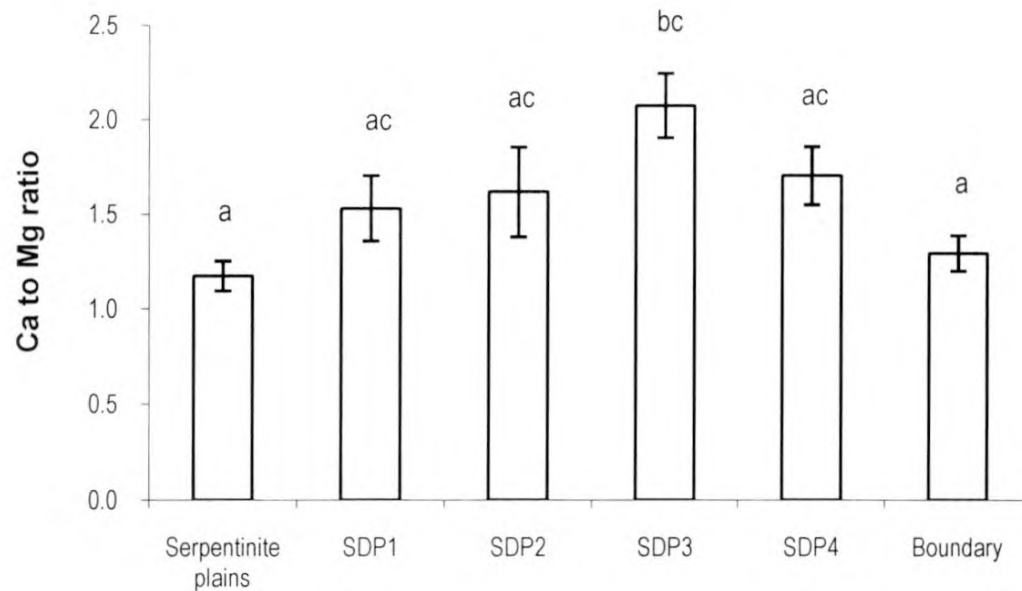 2.5
2.0
1.5
1.0
0.5
0.0
Ca to Mg ratio
a
ac
ac
bc
ac
a
Serpentinite
plains
SDP1
SDP2
SDP3
SDP4
Boundary